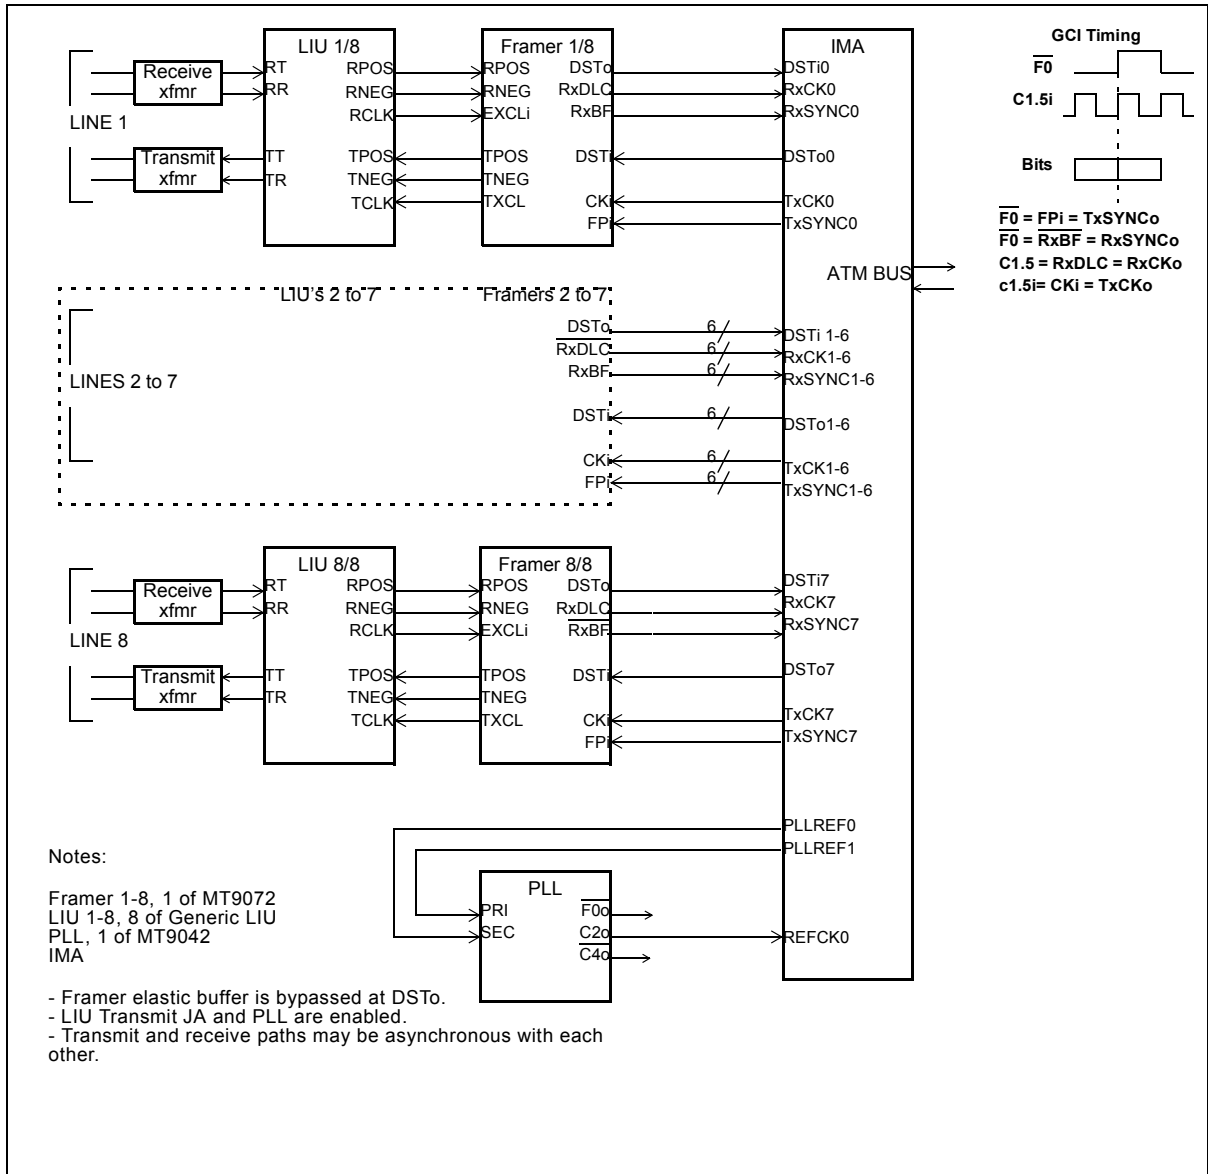 LIU 1/8
Framer 1/8
IMA
GCI Timing
Receive
xfmr
RT
RR
RPOS
RNEG
RCLK
RPOS
RNEG
EXCLi
DSTo
RxDLC
RxBF
DSTi0
RxCK0
RxSYNC0
F0
C1.5i
LINE 1
Transmit
xfmr
TT
TR
TPOS
TNEG
TCLK
TPOS
TNEG
TXCL
DSTi
CKi
FPi
DSTo0
TxCK0
TxSYNC0
Bits
F0 = FPi = TxSYNCo
F0 = RxBF = RxSYNCo
C1.5 = RxDLC = RxCKo
c1.5i= CKi = TxCKo
ATM BUS
LIU's 2 to 7
Framers 2 to 7
LINES 2 to 7
DSTo
RxDLC
RxBF
DSTi
CKi
FPi
6
6
6
6
6
6
DSTi 1-6
RxCK1-6
RxSYNC1-6
DSTo1-6
TxCK1-6
TxSYNC1-6
LIU 8/8
Framer 8/8
Receive
xfmr
RT
RR
RPOS
RNEG
RCLK
RPOS
RNEG
EXCLi
DSTo
RxDLC
RxBF
DSTi7
RxCK7
RxSYNC7
LINE 8
Transmit
xfmr
TT
TR
TPOS
TNEG
TCLK
TPOS
TNEG
TXCL
DSTi
CKi
FPi
DSTo7
TxCK7
TxSYNC7
PLLREF0
PLLREF1
PLL
PRI
SEC
F0o
C2o
C4o
REFCK0
Notes:
Framer 1-8, 1 of MT9072
LIU 1-8, 8 of Generic LIU
PLL, 1 of MT9042
IMA
- Framer elastic buffer is bypassed at DSTo.
- LIU Transmit JA and PLL are enabled.
- Transmit and receive paths may be asynchronous with each
other.